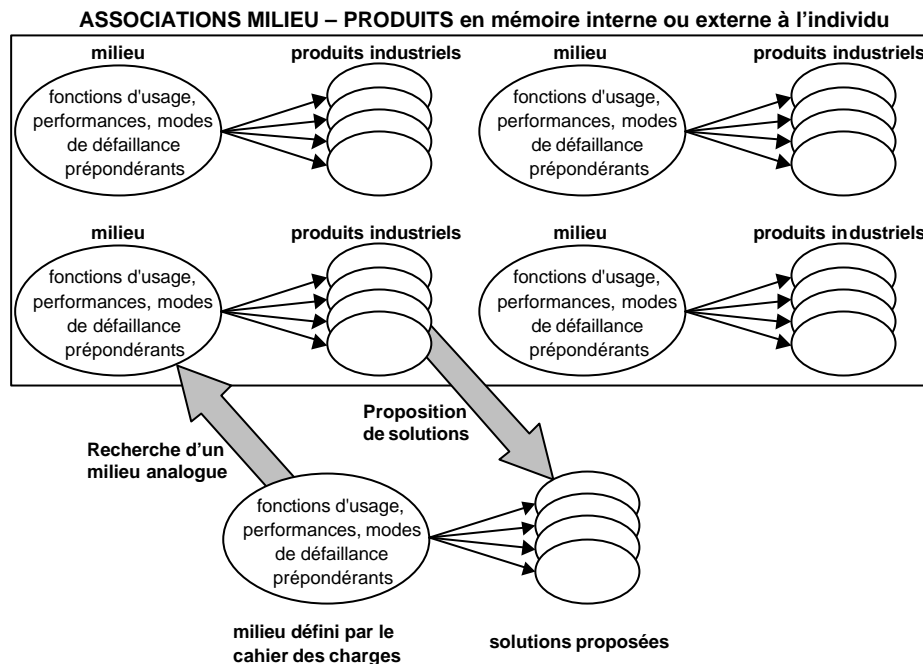 ASSOCIATIONS MILIEU – PRODUITS en mémoire interne ou externe à l'individu
milieu
produits industriels
milieu
produits industriels
fonctions d'usage,
performances, modes
de défaillance
prépondérants
fonctions d'usage,
performances, modes
de défaillance
prépondérants
milieu
produits industriels
milieu
produits industriels
fonctions d'usage,
performances, modes
de défaillance
prépondérants
fonctions d'usage,
performances, modes
de défaillance
prépondérants
Proposition
de solutions
Recherche d'un
milieu analogue
fonctions d'usage,
performances, modes
de défaillance
prépondérants
milieu défini par le
cahier des charges
solutions proposées